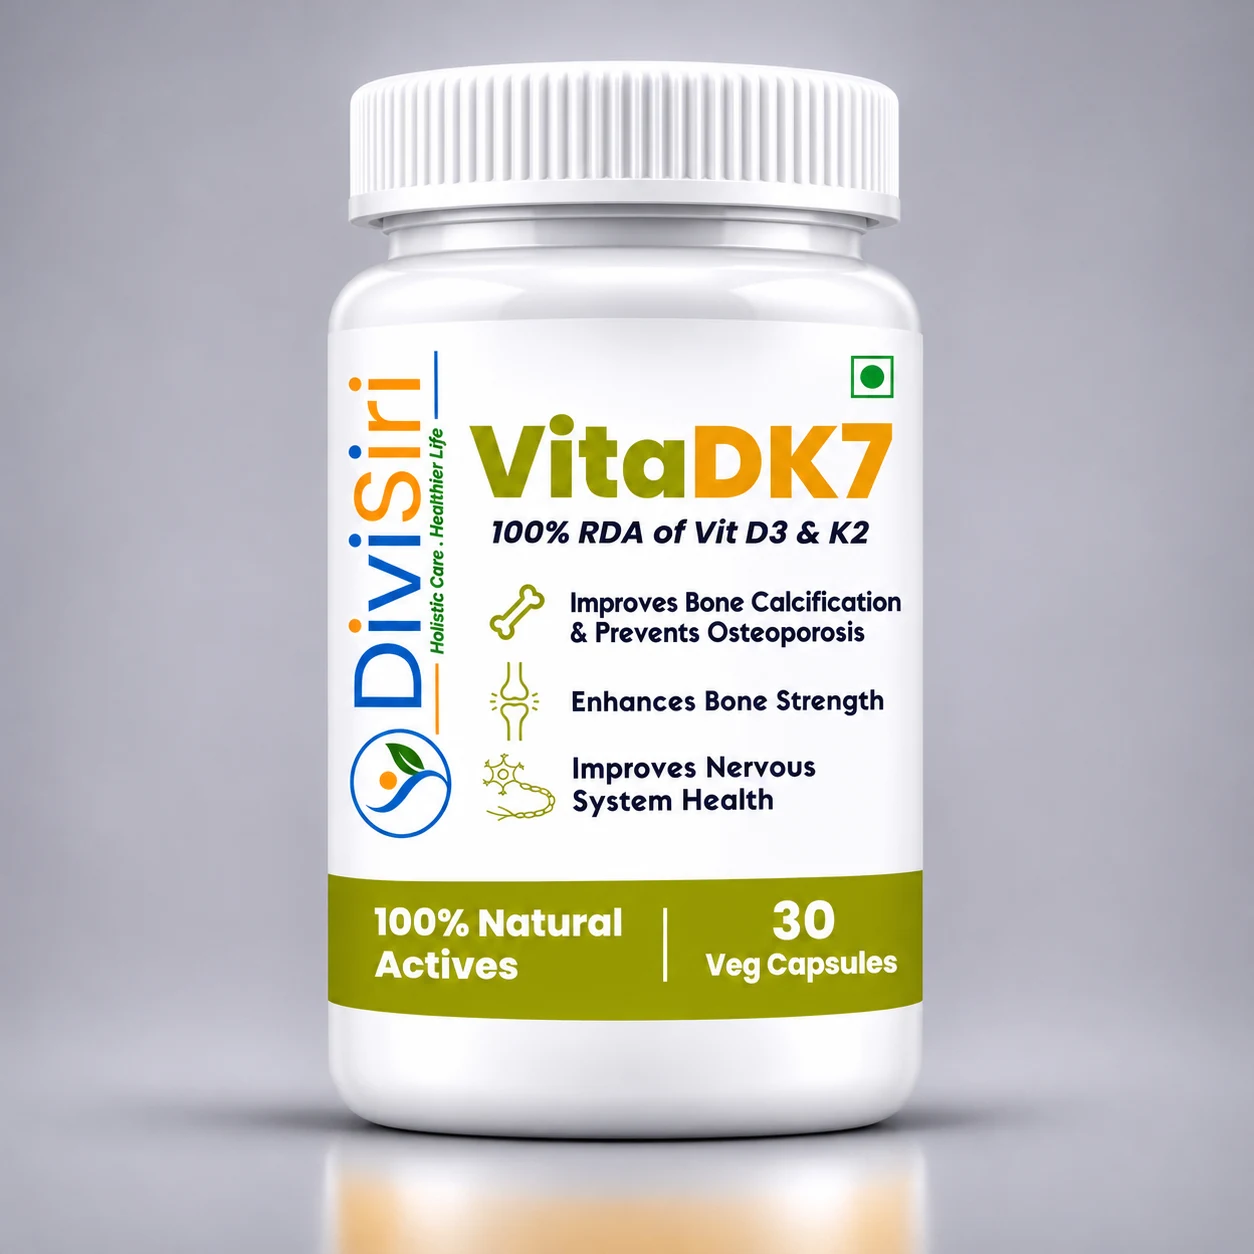 DiviSiri
Holistic Care . Healthier Life
VitaDK7
100% RDA of Vit D3 & K2
Improves Bone Calcification
& Prevents Osteoporosis
Enhances Bone Strength
Improves Nervous
System Health
100% Natural
Actives
30
Veg Capsules